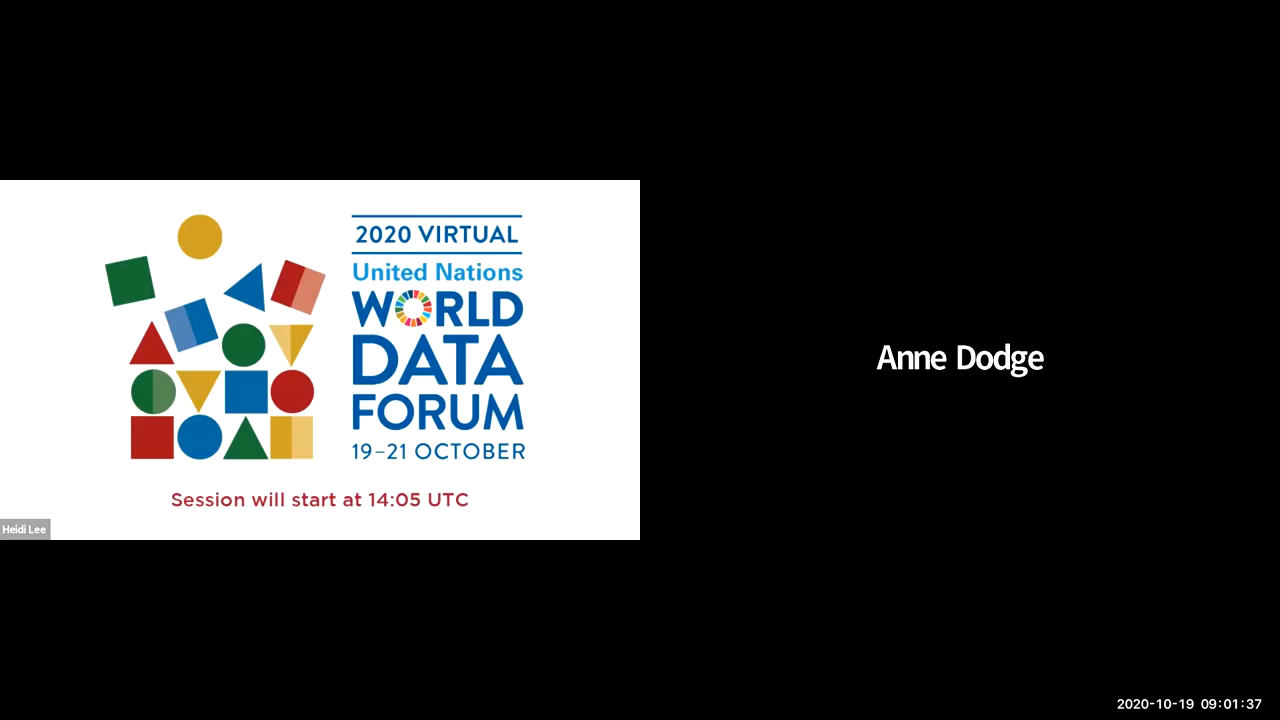 2020 VIRTUAL
United Nations
WORLD
DATA
FORUM
19–21 OCTOBER
Session will start at 14:05 UTC
Heidi Lee
Anne Dodge
2020-10-19 09:01:37